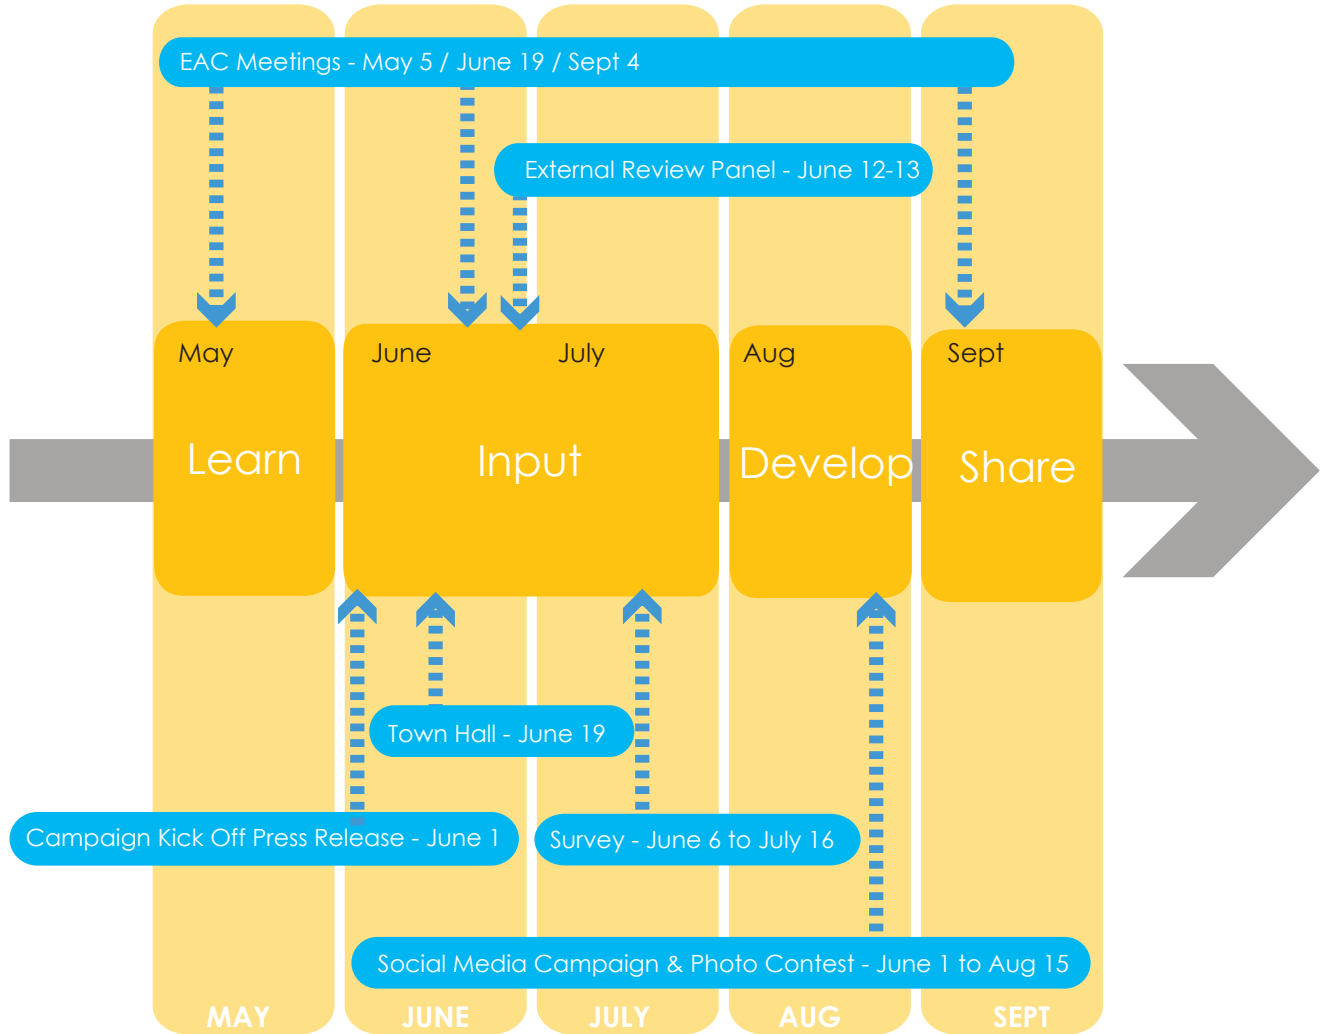 EAC Meetings - May 5 / June 19 / Sept 4
External Review Panel - June 12-13
May
June
July
Aug
Sept
Learn
Input
Develop
Share
Town Hall - June 19
Campaign Kick Off Press Release - June 1
Survey - June 6 to July 16
Social Media Campaign & Photo Contest - June 1 to Aug 15
MAY
JUNE
JULY
AUG
SEPT